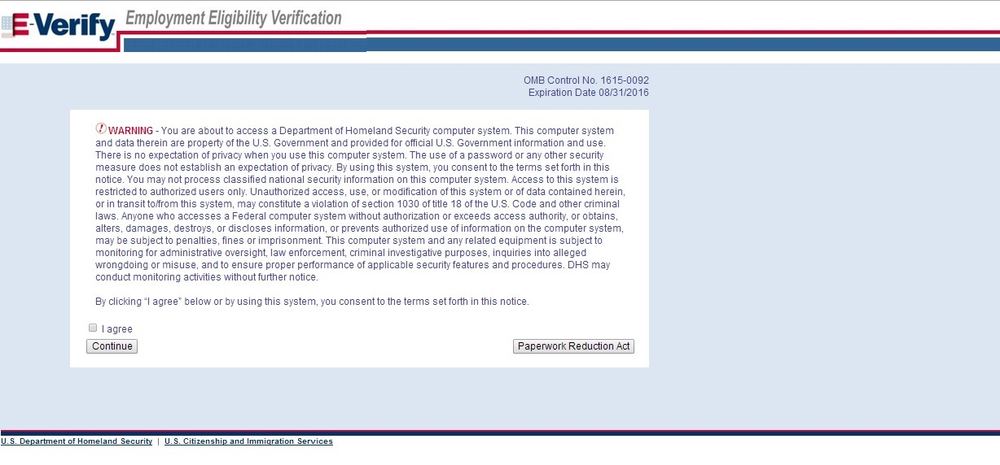 E-Verify
Employment Eligibility Verification
OMB Control No. 1615-0092
Expiration Date 08/31/2016
WARNING - You are about to access a Department of Homeland Security computer system. This computer system
and data therein are property of the U.S. Government and provided for official U.S. Government information and use.
There is no expectation of privacy when you use this computer system. The use of a password or any other security
measure does not establish an expectation of privacy. By using this system, you consent to the terms set forth in this
notice. You may not process classified national security information on this computer system. Access to this system is
restricted to authorized users only. Unauthorized access, use, or modification of this system or of data contained herein,
or in transit to/from this system, may constitute a violation of section 1030 of title 18 of the U.S. Code and other criminal
laws. Anyone who accesses a Federal computer system without authorization or exceeds access authority, or obtains,
alters, damages, destroys, or discloses information, or prevents authorized use of information on the computer system,
may be subject to penalties, fines or imprisonment. This computer system and any related equipment is subject to
monitoring for administrative oversight, law enforcement, criminal investigative purposes, inquiries into alleged
wrongdoing or misuse, and to ensure proper performance of applicable security features and procedures. DHS may
conduct monitoring activities without further notice.
By clicking “I agree” below or by using this system, you consent to the terms set forth in this notice.
I agree
Continue
Paperwork Reduction Act
U.S. Department of Homeland Security | U.S. Citizenship and Immigration Services